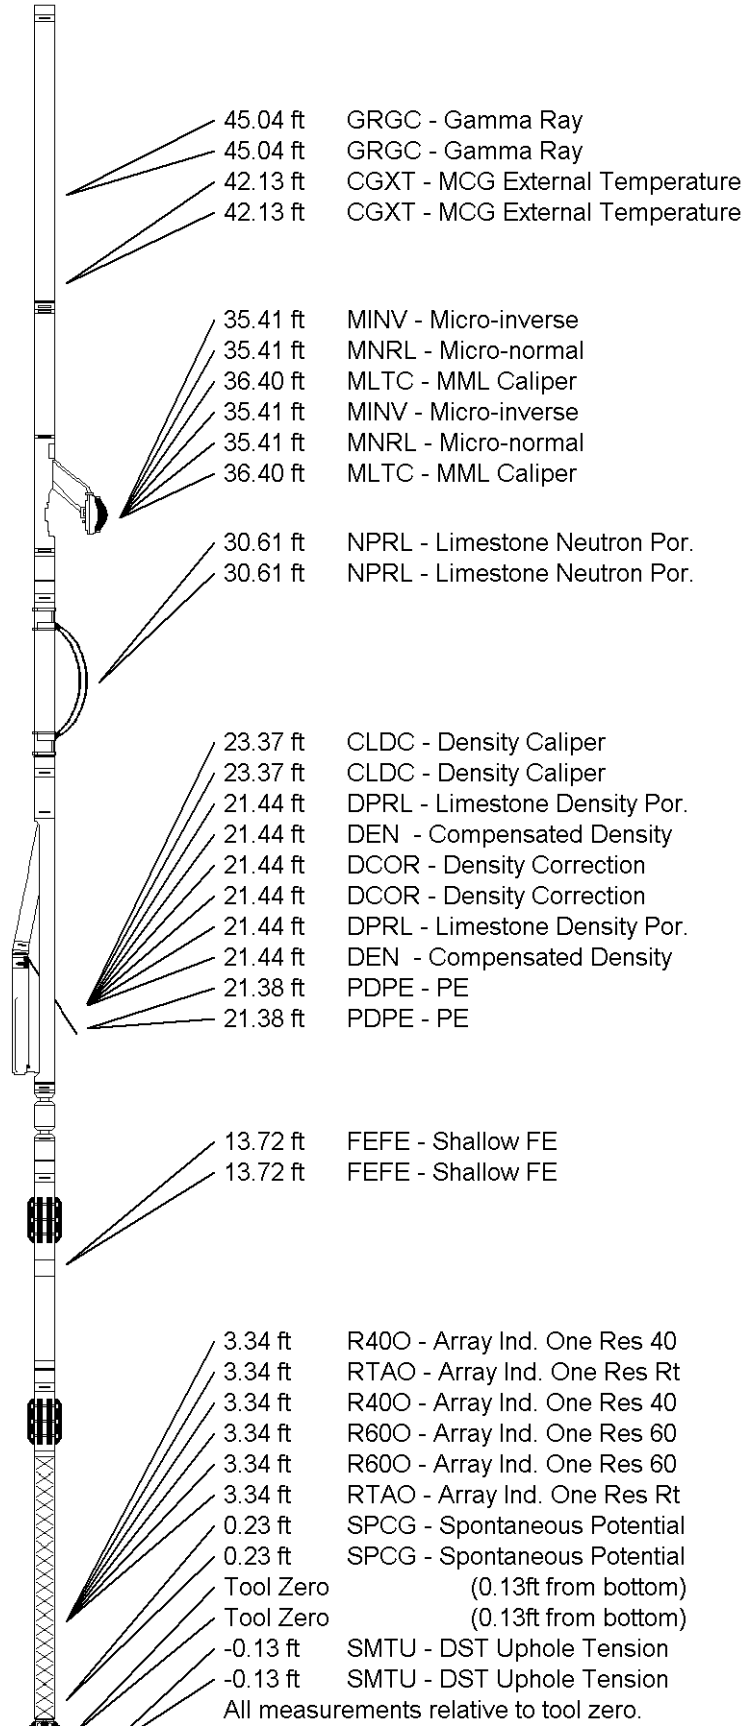 45.04 ft GRGC - Gamma Ray
45.04 ft GRGC - Gamma Ray
42.13 ft CGXT - MCG External Temperature
42.13 ft CGXT - MCG External Temperature
35.41 ft MINV - Micro-inverse
35.41 ft MNRL - Micro-normal
36.40 ft MLTC - MML Caliper
35.41 ft MINV - Micro-inverse
35.41 ft MNRL - Micro-normal
36.40 ft MLTC - MML Caliper
30.61 ft NPRL - Limestone Neutron Por.
30.61 ft NPRL - Limestone Neutron Por.
23.37 ft CLDC - Density Caliper
23.37 ft CLDC - Density Caliper
21.44 ft DPRL - Limestone Density Por.
21.44 ft DEN - Compensated Density
21.44 ft DCOR - Density Correction
21.44 ft DCOR - Density Correction
21.44 ft DPRL - Limestone Density Por.
21.44 ft DEN - Compensated Density
21.38 ft PDPE - PE
21.38 ft PDPE - PE
13.72 ft FEFE - Shallow FE
13.72 ft FEFE - Shallow FE
3.34 ft R40O - Array Ind. One Res 40
3.34 ft RTAO - Array Ind. One Res Rt
3.34 ft R40O - Array Ind. One Res 40
3.34 ft R60O - Array Ind. One Res 60
3.34 ft R60O - Array Ind. One Res 60
3.34 ft RTAO - Array Ind. One Res Rt
0.23 ft SPCG - Spontaneous Potential
0.23 ft SPCG - Spontaneous Potential
Tool Zero (0.13ft from bottom)
Tool Zero (0.13ft from bottom)
-0.13 ft SMTU - DST Uphole Tension
-0.13 ft SMTU - DST Uphole Tension
All measurements relative to tool zero.